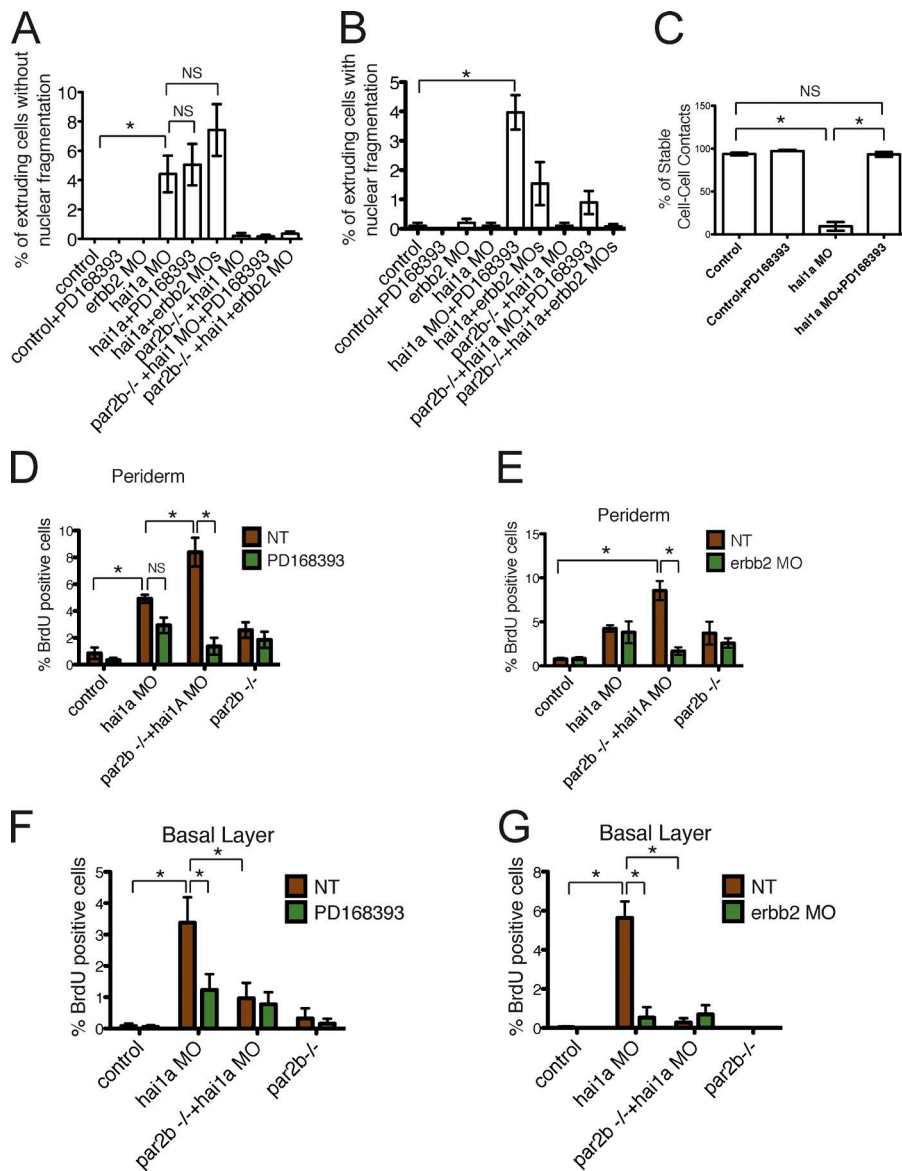 A
% of extruding cells without
nuclear fragmentation
10
8
6
4
2
0
*
NS
NS
control
control+PD168393
erbb2 MO
hai1a MO
hai1a+PD168393
hai1a+erbb2 MOs
par2b-/- +hai1 MO
par2b-/- +hai1 MO+PD168393
par2b-/- +hai1+erbb2 MO
B
% of extruding cells with
nuclear fragmentation
5
4
3
2
1
0
*
control
control+PD168393
erbb2 MO
hai1a MO
hai1a MO+PD168393
hai1a+erbb2 MOs
par2b-/-+hai1a MO
par2b-/-+hai1a MO+PD168393
par2b-/-+hai1a+erbb2 MOs
C
% of Stable
Cell-Cell Contacts
150
100
50
0
NS
*
*
Control
Control+PD168393
hai1a MO
hai1a MO+PD168393
D
Periderm
% BrdU positive cells
10
8
6
4
2
0
*
NS
*
*
NT
PD168393
control
hai1a MO
par2b -/-+hai1A MO
par2b -/-
E
Periderm
% BrdU positive cells
15
10
5
0
*
*
NT
erbb2 MO
control
hai1a MO
par2b -/- +hai1A MO
par2b -/-
F
Basal Layer
% BrdU positive cells
5
4
3
2
1
0
*
*
*
NT
PD168393
control
hai1a MO
par2b -/-+hai1a MO
par2b-/-
G
Basal Layer
% BrdU positive cells
8
6
4
2
0
*
*
*
NT
erbb2 MO
control
hai1a MO
par2b -/-+hai1a MO
par2b-/-